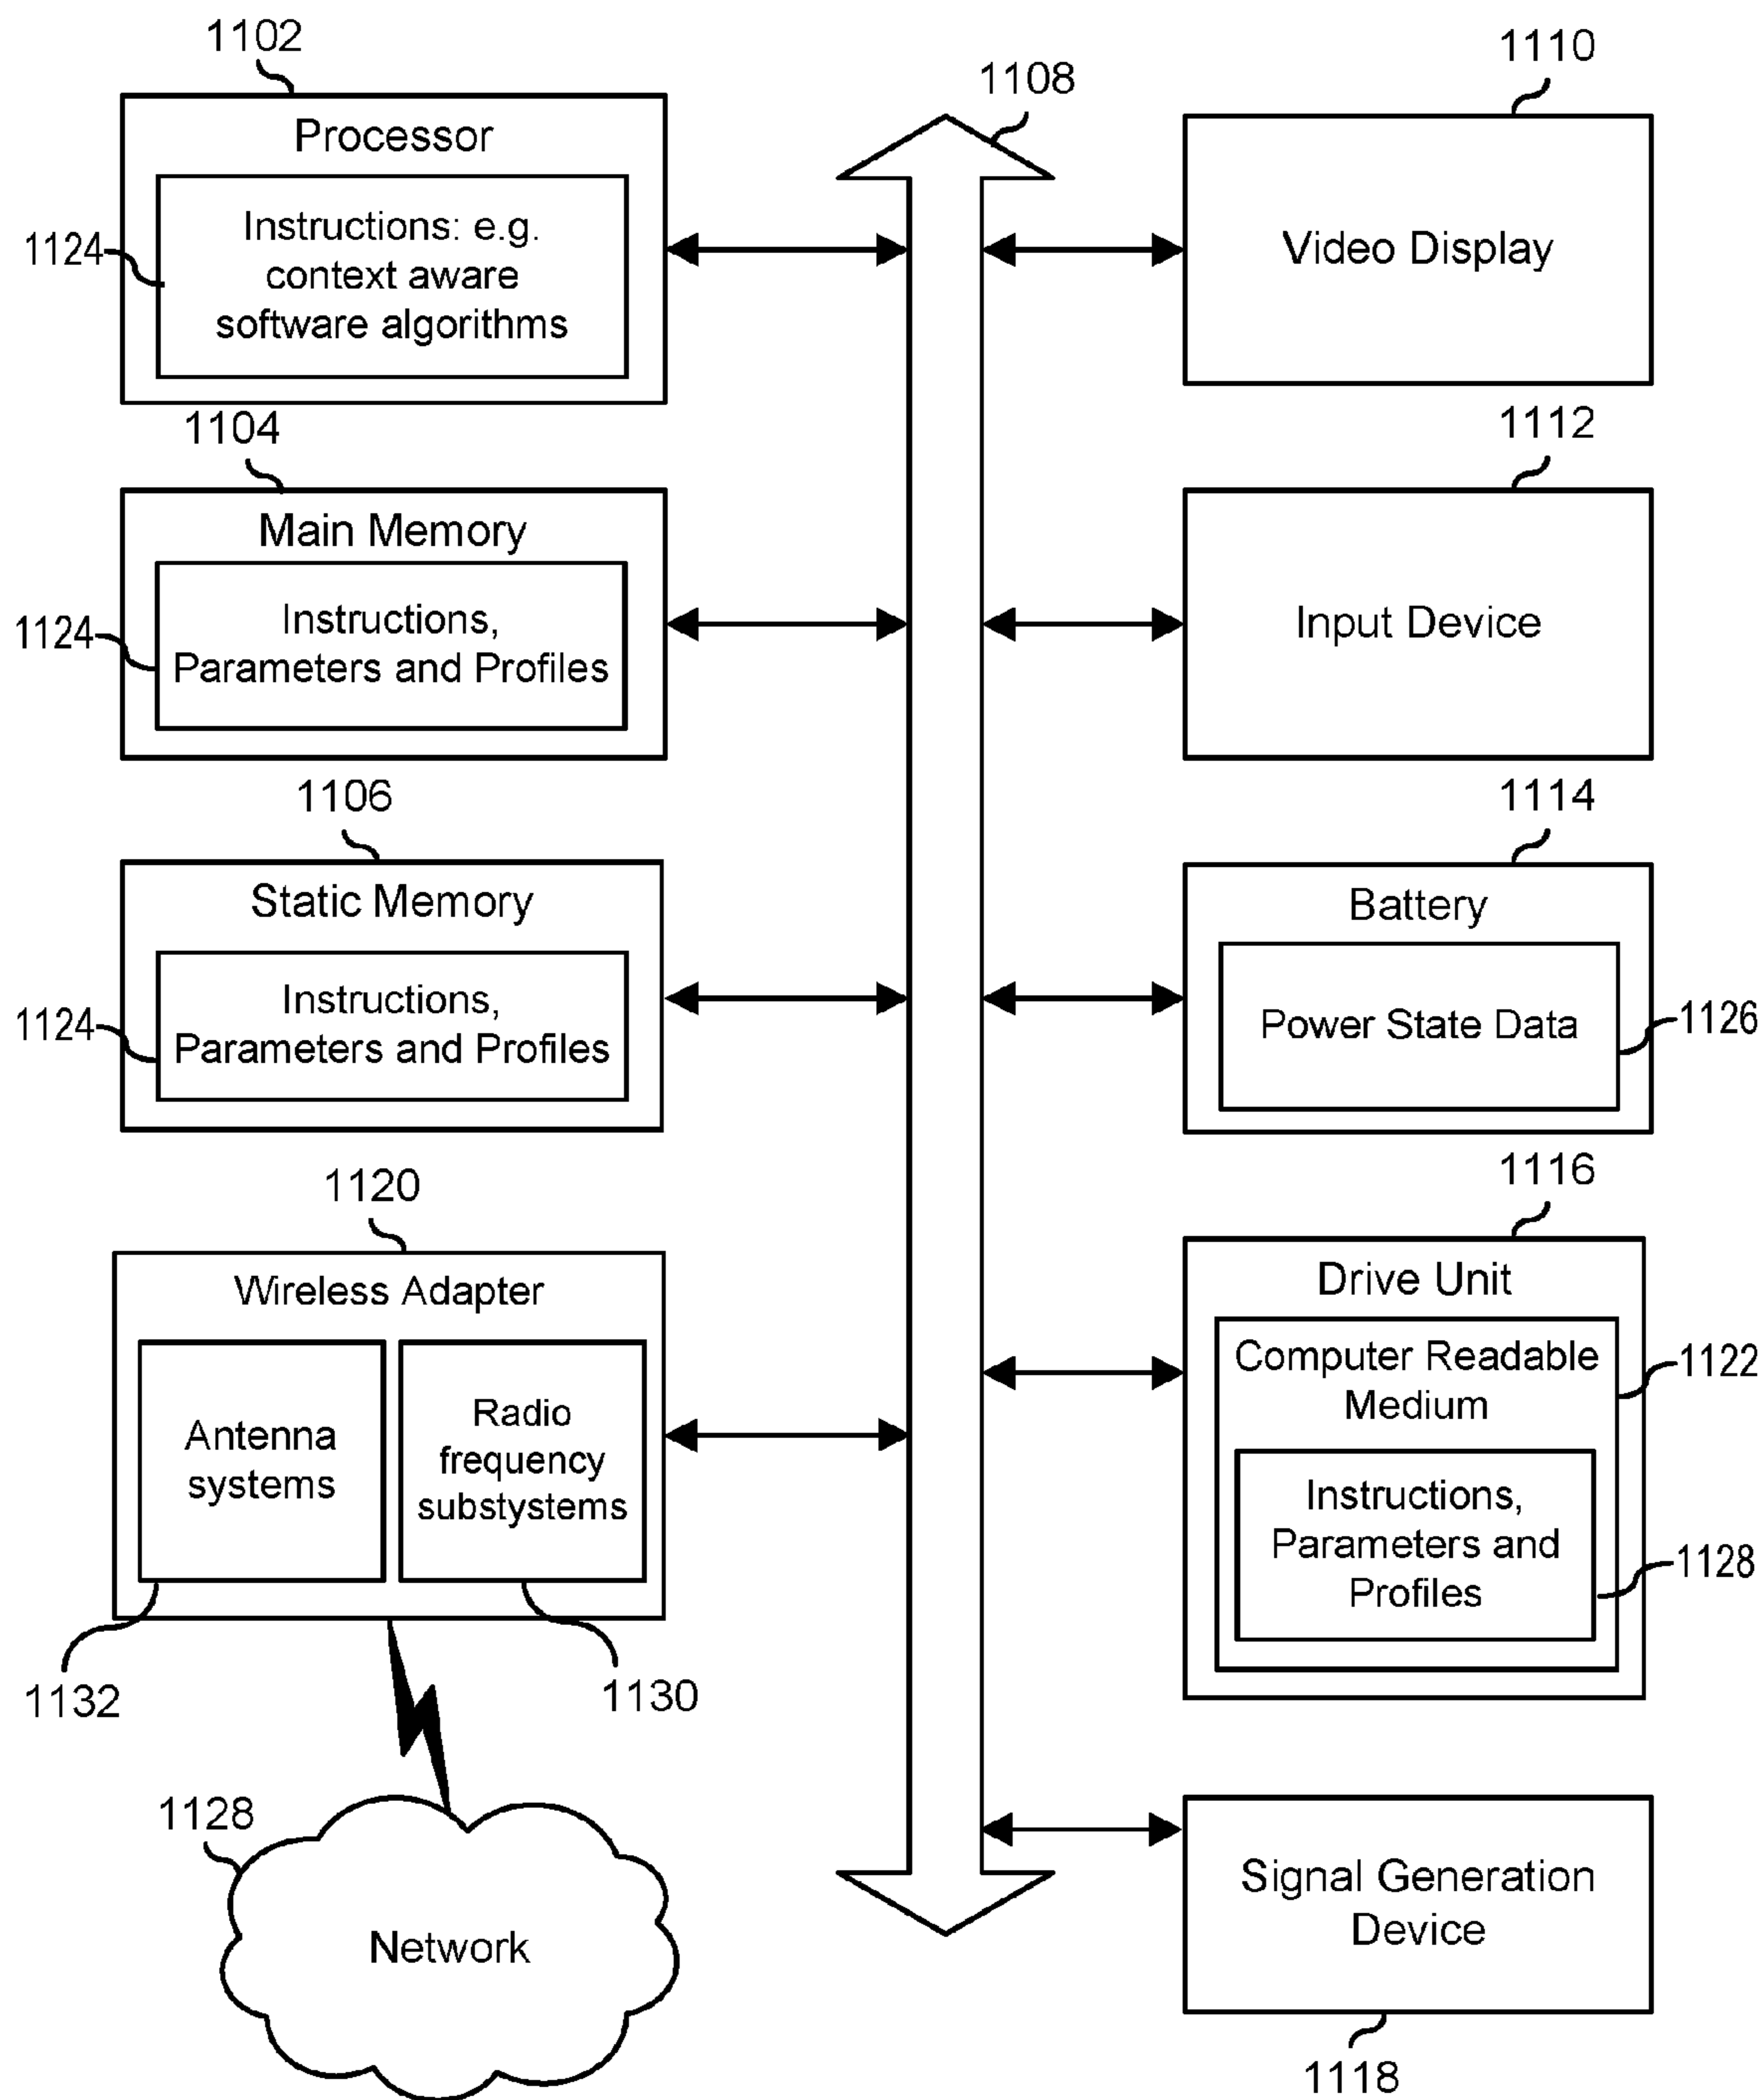 1102
Processor
1124
Instructions: e.g.
context aware
software algorithms
1104
Main Memory
1124
Instructions,
Parameters and Profiles
1106
Static Memory
1124
Instructions,
Parameters and Profiles
1120
Wireless Adapter
Antenna
systems
Radio
frequency
substystems
1132
1130
1128
Network
1108
1110
Video Display
1112
Input Device
1114
Battery
Power State Data
1126
1116
Drive Unit
Computer Readable
Medium
1122
Instructions,
Parameters and
Profiles
1128
Signal Generation
Device
1118